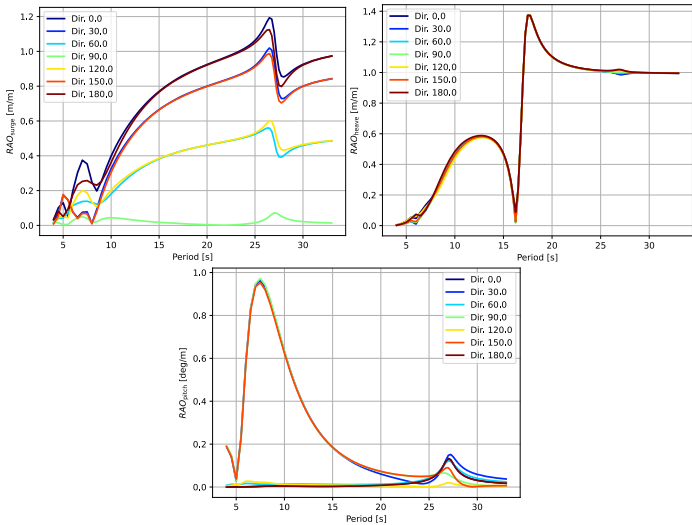 Dir, 0,0
Dir, 30,0
Dir, 60,0
Dir, 90,0
Dir, 120,0
Dir, 150,0
Dir, 180,0
RAOsurge [m/m]
1.2
1.0
0.8
0.6
0.4
0.2
0.0
5 10 15 20 25 30
Period [s]
Dir, 0,0
Dir, 30.0
Dir, 60.0
Dir, 90.0
Dir, 120.0
Dir, 150.0
Dir, 180,0
RAOheave [m/m]
1.4
1.2
1.0
0.8
0.6
0.4
0.2
0.0
5 10 15 20 25 30
Period [s]
Dir, 0,0
Dir, 30.0
Dir, 60.0
Dir, 90.0
Dir, 120.0
Dir, 150.0
Dir, 180,0
RAOpitch [deg/m]
1.0
0.8
0.6
0.4
0.2
0.0
5 10 15 20 25 30
Period [s]